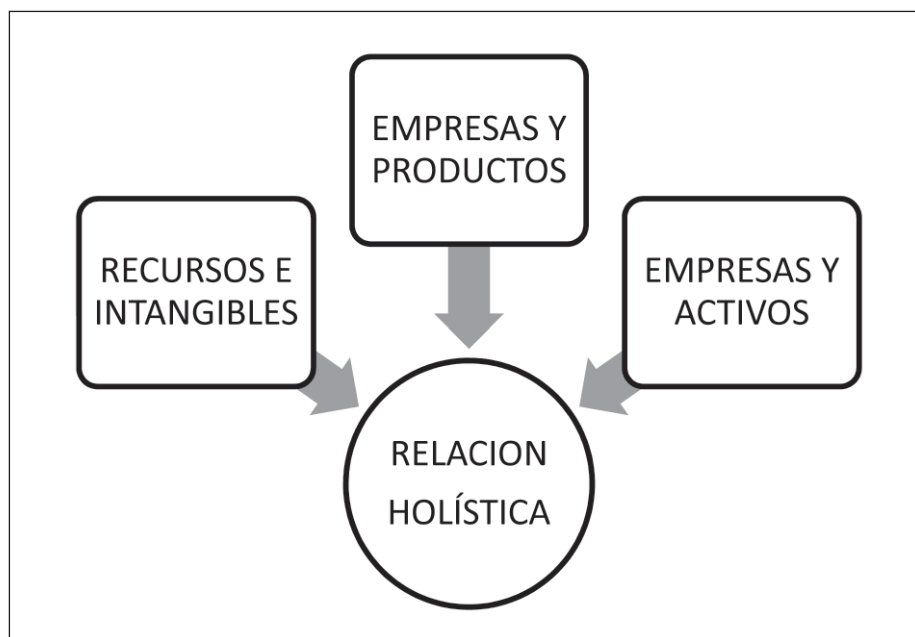 EMPRESAS Y
PRODUCTOS
RECURSOS E
INTANGIBLES
EMPRESAS Y
ACTIVOS
RELACION
HOLÍSTICA